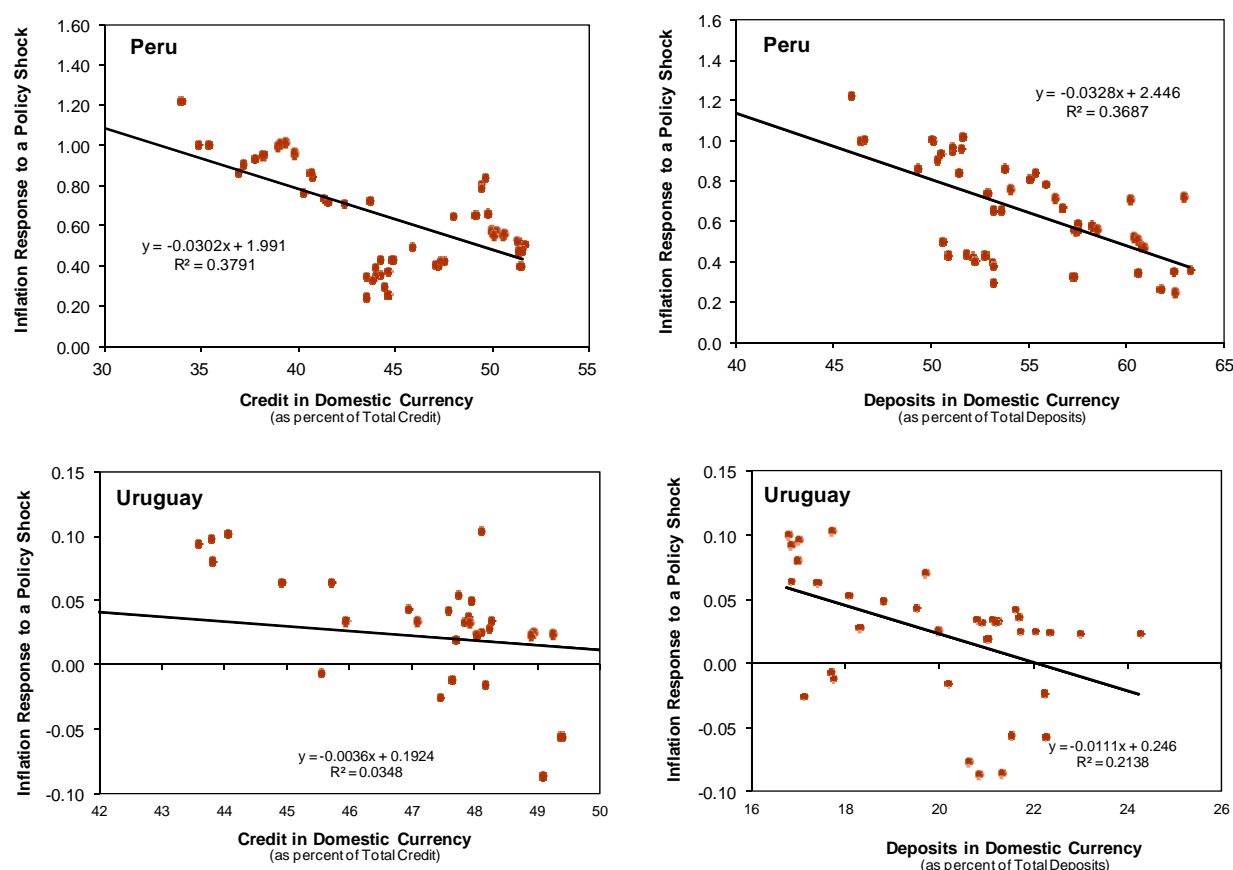 Peru
Inflation Response to a Policy Shock
1.60
1.40
1.20
1.00
0.80
0.60
0.40
0.20
0.00
y = -0.0302x + 1.991
R² = 0.3791
30
35
40
45
50
55
Credit in Domestic Currency
(as percent of Total Credit)
Peru
Inflation Response to a Policy Shock
1.6
1.4
1.2
1.0
0.8
0.6
0.4
0.2
0.0
y = -0.0328x + 2.446
R² = 0.3687
40
45
50
55
60
65
Deposits in Domestic Currency
(as percent of Total Deposits)
Uruguay
Inflation Response to a Policy Shock
0.15
0.10
0.05
0.00
-0.05
-0.10
y = -0.0036x + 0.1924
R² = 0.0348
42
43
44
45
46
47
48
49
50
Credit in Domestic Currency
(as percent of Total Credit)
Uruguay
Inflation Response to a Policy Shock
0.15
0.10
0.05
0.00
-0.05
-0.10
y = -0.0111x + 0.246
R² = 0.2138
16
18
20
22
24
26
Deposits in Domestic Currency
(as percent of Total Deposits)